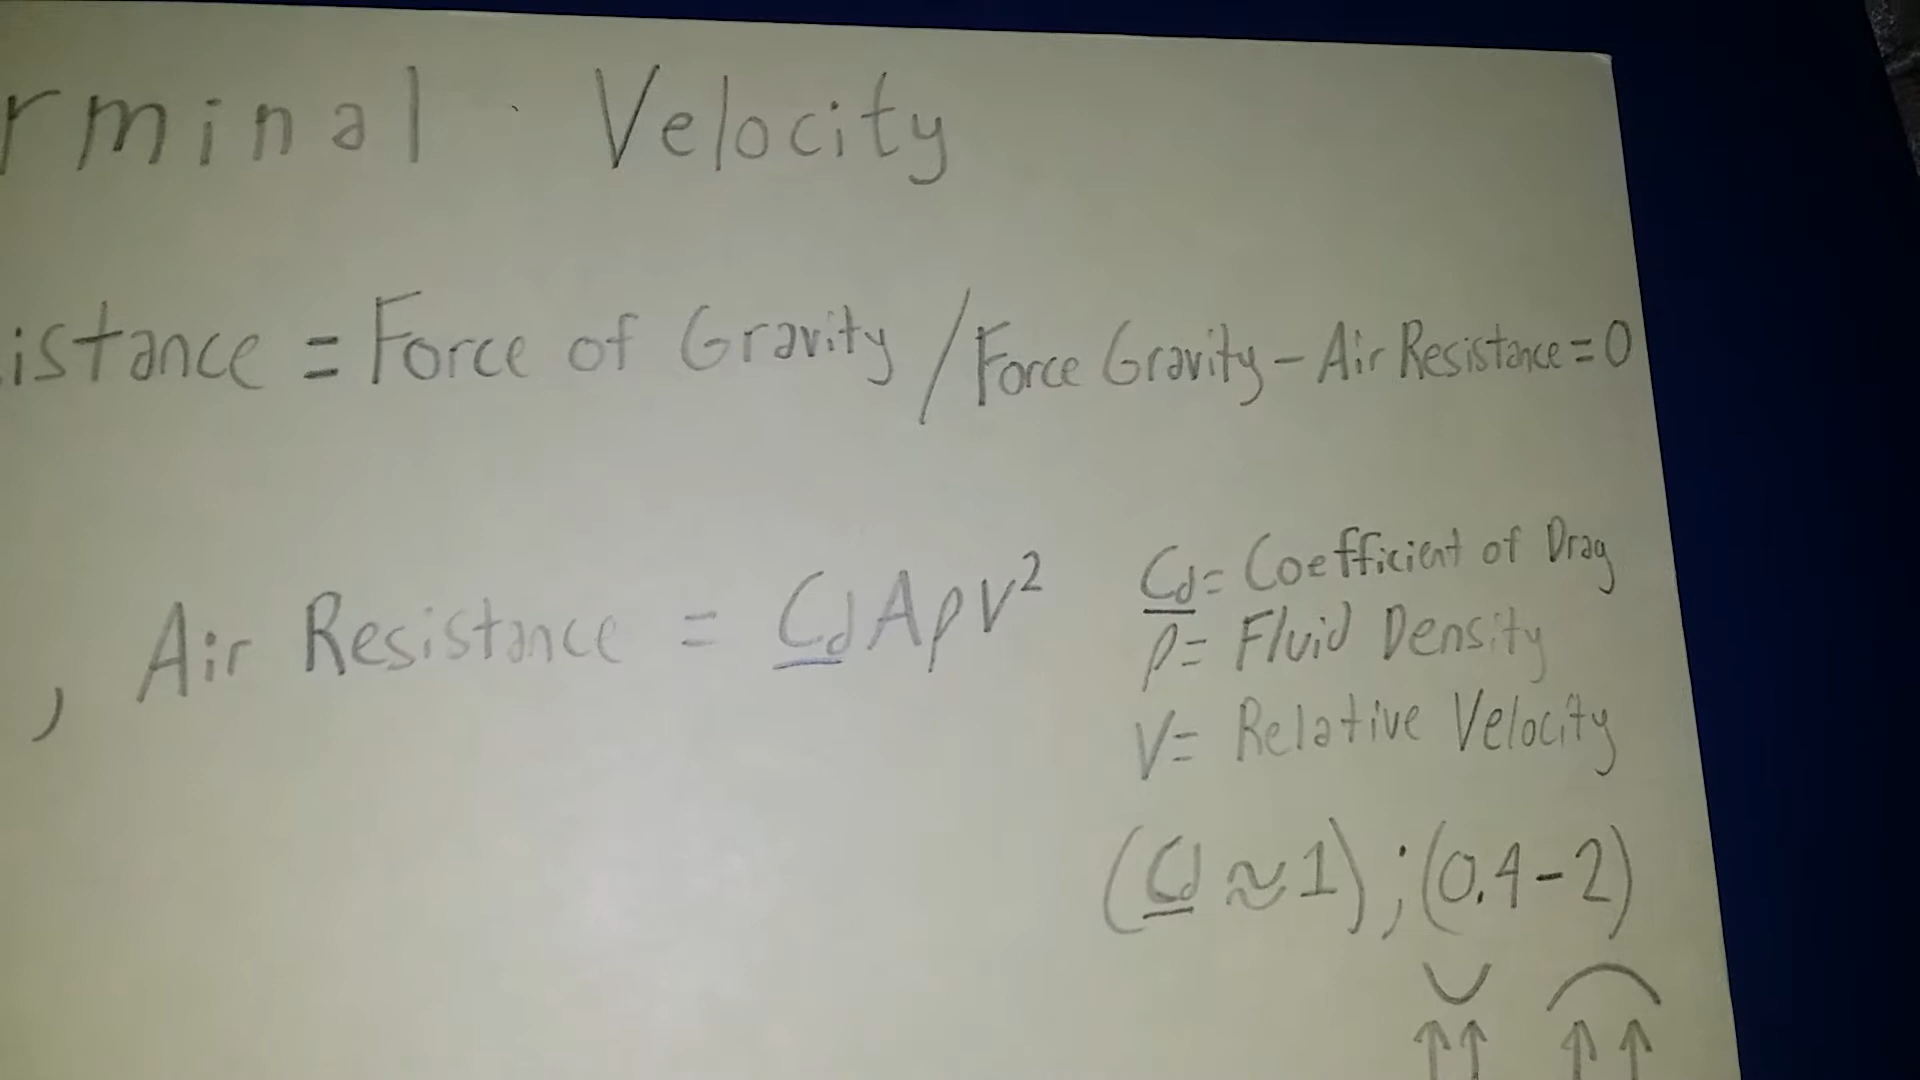 rminal Velocity
istance = Force of Gravity / Force Gravity - Air Resistance = 0
, Air Resistance = CdAρv²
Cd = Coefficient of Drag
ρ = Fluid Density
V = Relative Velocity
(Cd ≈ 1) ; (0.4 - 2)